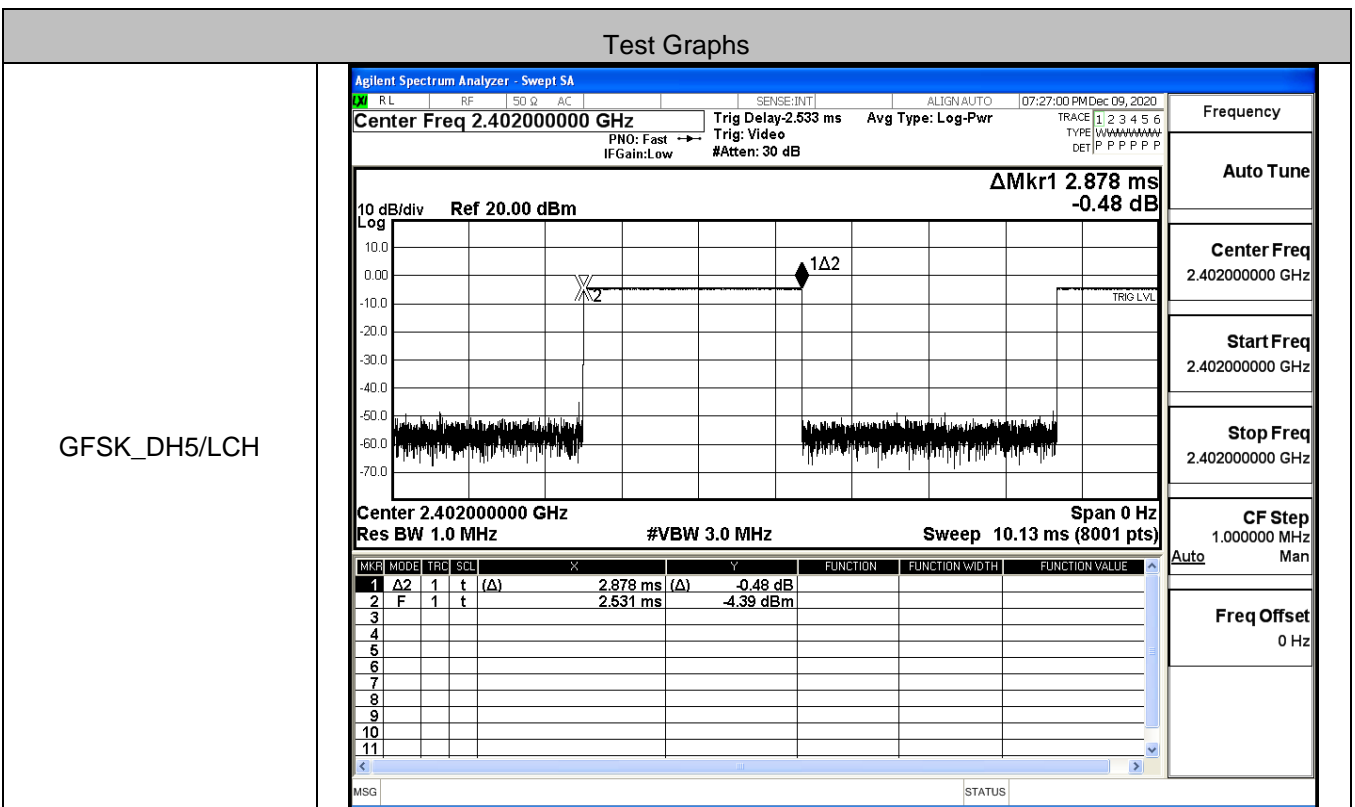 Test Graphs
GFSK_DH5/LCH
Agilent Spectrum Analyzer - Swept SA
LXI RL RF 50 Ω AC SENSE:INT ALIGN AUTO 07:27:00 PM Dec 09, 2020
Center Freq 2.402000000 GHz
PNO: Fast
IFGain:Low
Trig Delay-2.533 ms
Trig: Video
#Atten: 30 dB
Avg Type: Log-Pwr
TRACE 1 2 3 4 5 6
TYPE WWWWWW
DET P P P P P P
ΔMkr1 2.878 ms
-0.48 dB
10 dB/div Ref 20.00 dBm
Log
10.0
0.00
-10.0
-20.0
-30.0
-40.0
-50.0
-60.0
-70.0
1Δ2
2
TRIG LVL
Center 2.402000000 GHz Span 0 Hz
Res BW 1.0 MHz #VBW 3.0 MHz Sweep 10.13 ms (8001 pts)
MKR MODE TRC SCL X Y FUNCTION FUNCTION WIDTH FUNCTION VALUE
1 Δ2 1 t (Δ) 2.878 ms (Δ) -0.48 dB
2 F 1 t 2.531 ms -4.39 dBm
3
4
5
6
7
8
9
10
11
MSG STATUS
Frequency
Auto Tune
Center Freq
2.402000000 GHz
Start Freq
2.402000000 GHz
Stop Freq
2.402000000 GHz
CF Step
1.000000 MHz
Auto Man
Freq Offset
0 Hz